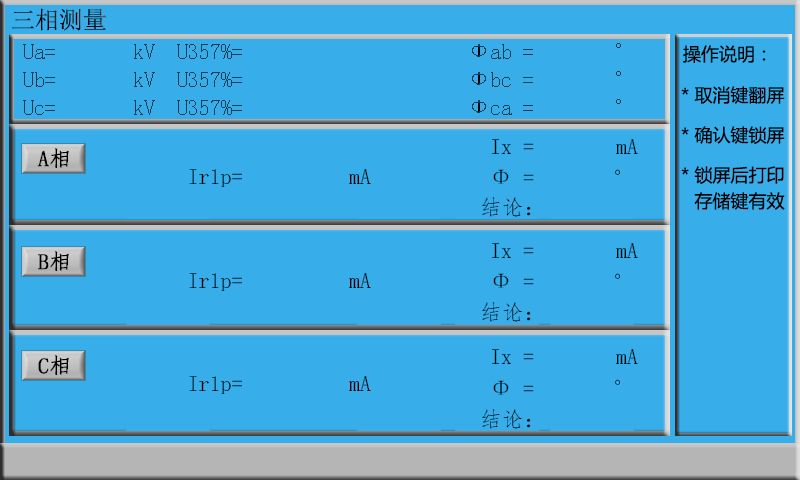 三相测量
Ua= kV U357%= Φab = °
Ub= kV U357%= Φbc = °
Uc= kV U357%= Φca = °
A相
Ir1p= mA
Ix = mA
Φ = °
结论:
B相
Ir1p= mA
Ix = mA
Φ = °
结论:
C相
Ir1p= mA
Ix = mA
Φ = °
结论:
操作说明：
* 取消键翻屏
* 确认键锁屏
* 锁屏后打印
存储键有效